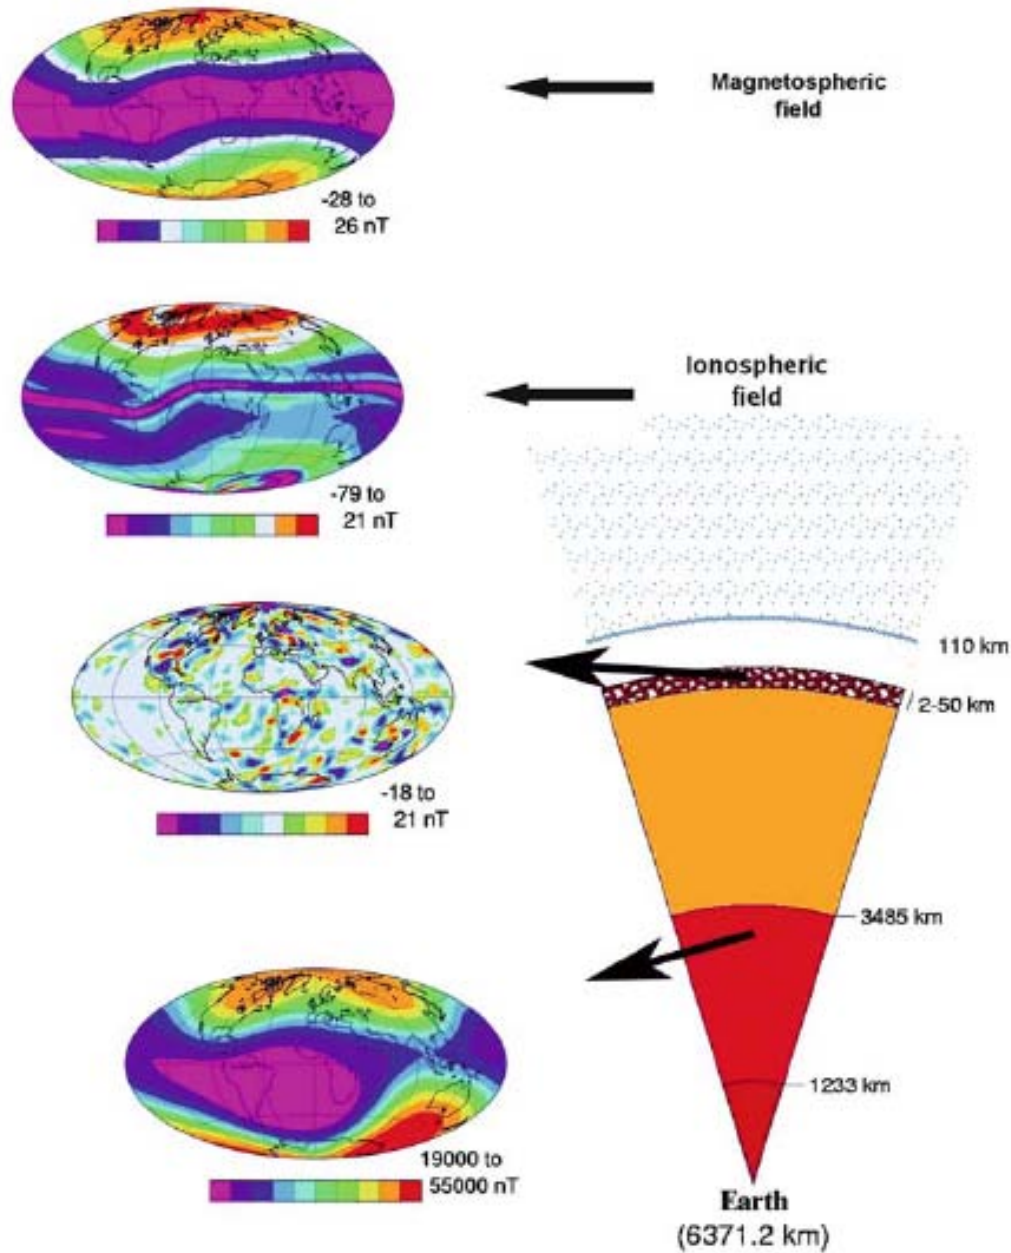 Magnetospheric
field
-28 to
26 nT
Ionospheric
field
-79 to
21 nT
110 km
2-50 km
-18 to
21 nT
3485 km
1233 km
19000 to
55000 nT
Earth
(6371.2 km)